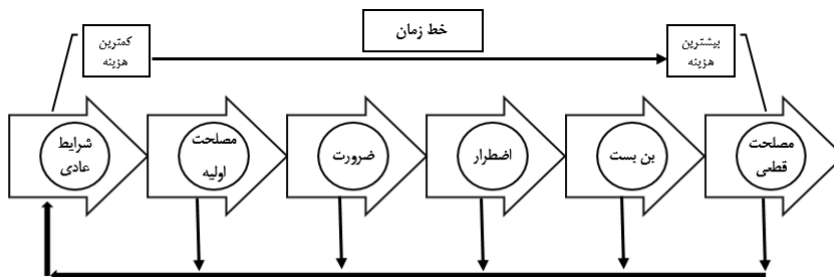 خط زمان
کمترین
هزینه
بیشترین
هزینه
شرایط
عادی
مصلحت
اولیه
ضرورت
اضطرار
بن بست
مصلحت
قطعی